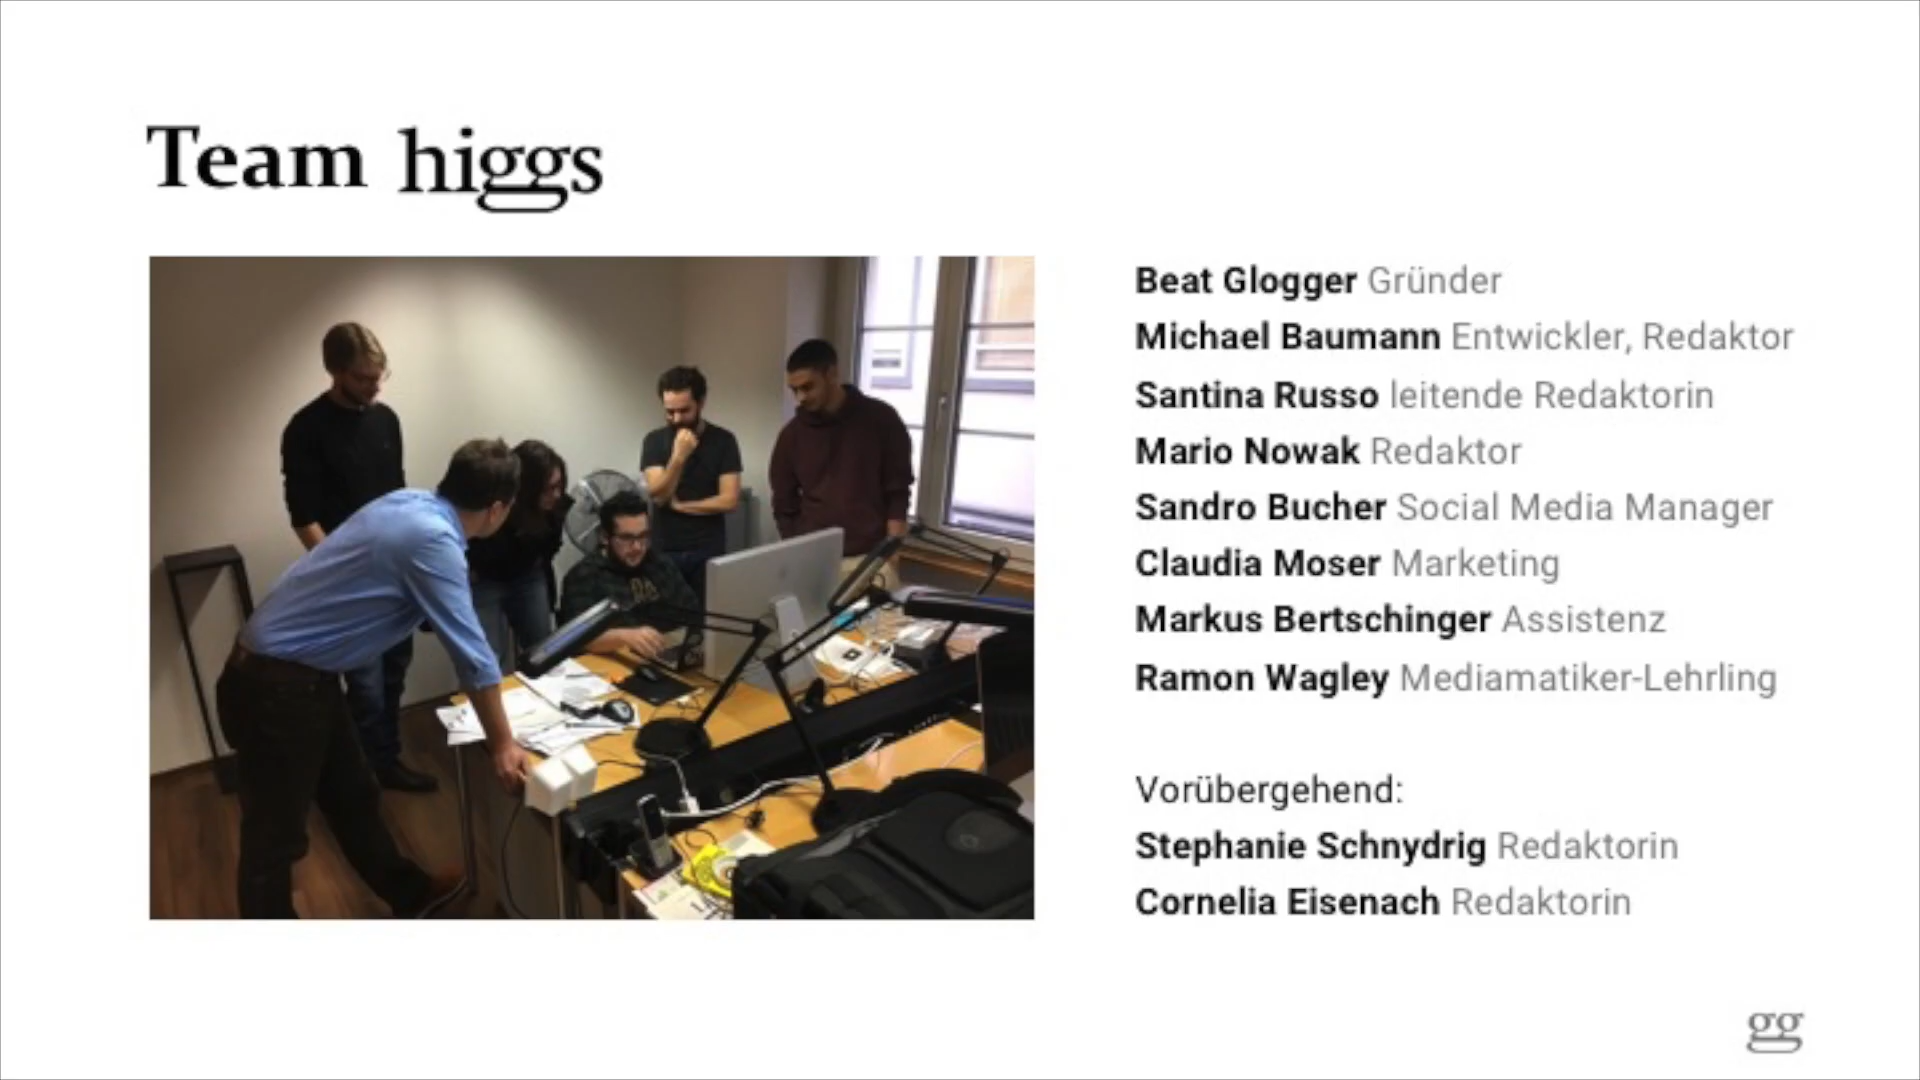 Team higgs
Beat Glogger Gründer
Michael Baumann Entwickler, Redaktor
Santina Russo leitende Redaktorin
Mario Nowak Redaktor
Sandro Bucher Social Media Manager
Claudia Moser Marketing
Markus Bertschinger Assistenz
Ramon Wagley Mediamatiker-Lehrling
Vorübergehend:
Stephanie Schnydrig Redaktorin
Cornelia Eisenach Redaktorin
gg